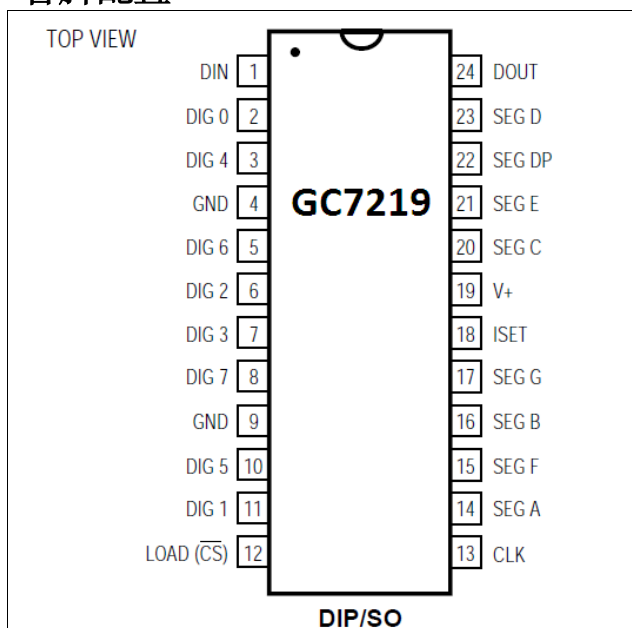 TOP VIEW
DIN 1
DIG 0 2
DIG 4 3
GND 4
DIG 6 5
DIG 2 6
DIG 3 7
DIG 7 8
GND 9
DIG 5 10
DIG 1 11
LOAD (C̅S̅) 12
GC7219
24 DOUT
23 SEG D
22 SEG DP
21 SEG E
20 SEG C
19 V+
18 ISET
17 SEG G
16 SEG B
15 SEG F
14 SEG A
13 CLK
DIP/SO